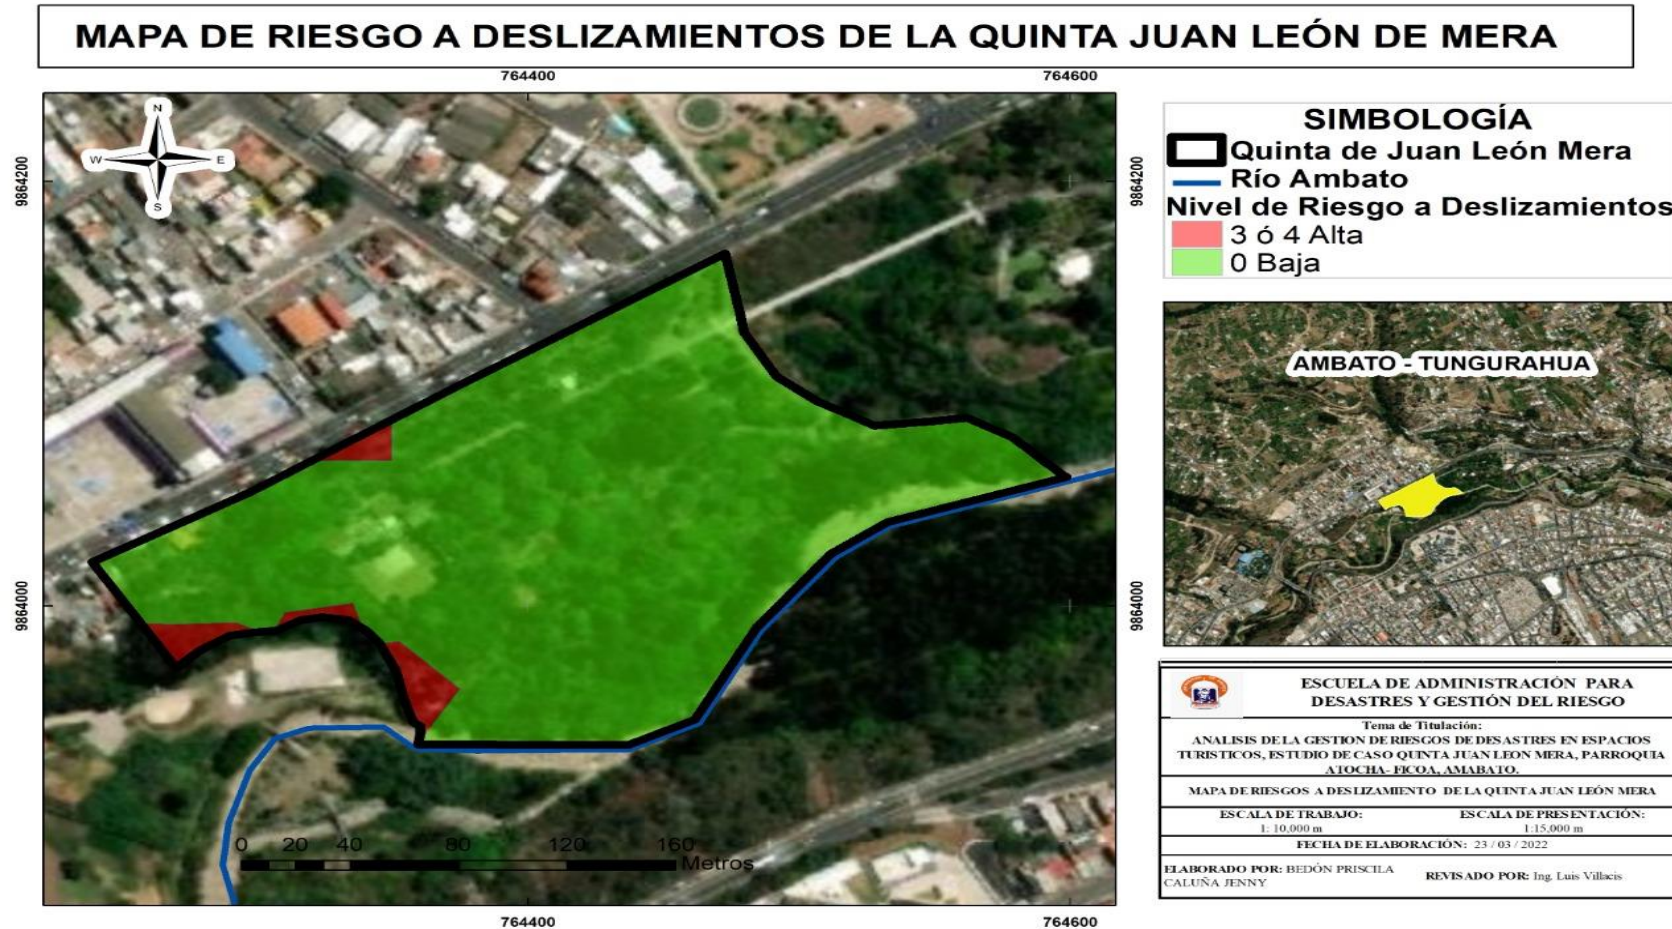 MAPA DE RIESGO A DESLIZAMIENTOS DE LA QUINTA JUAN LEÓN DE MERA
764400 764600
N
W E
S
9864200 9864200
9864000 9864000
0 20 40 80 120 160
Metros
764400 764600
SIMBOLOGÍA
Quinta de Juan León Mera
Río Ambato
Nivel de Riesgo a Deslizamientos
3 ó 4 Alta
0 Baja
AMBATO - TUNGURAHUA
ESCUELA DE ADMINISTRACIÓN PARA
DESASTRES Y GESTIÓN DEL RIESGO
Tema de Titulación:
ANALISIS DE LA GESTION DE RIESGOS DE DESASTRES EN ESPACIOS
TURISTICOS, ESTUDIO DE CASO QUINTA JUAN LEON MERA, PARROQUIA
ATOCHA- FICOA, AMABATO.
MAPA DE RIESGOS A DESLIZAMIENTO DE LA QUINTA JUAN LEÓN MERA
ESCALA DE TRABAJO: ESCALA DE PRESENTACIÓN:
1: 10,000 m 1:15,000 m
FECHA DE ELABORACIÓN: 23 / 03 / 2022
ELABORADO POR: BEDÓN PRISCILA
CALUÑA JENNY
REVISADO POR: Ing. Luis Villacis